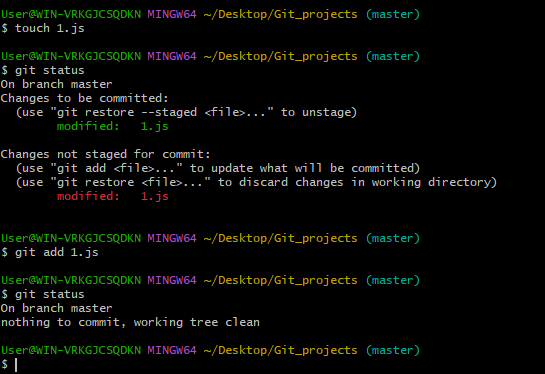 User@WIN-VRKGJCSQDKN MINGW64 ~/Desktop/Git_projects (master)
$ touch 1.js
User@WIN-VRKGJCSQDKN MINGW64 ~/Desktop/Git_projects (master)
$ git status
On branch master
Changes to be committed:
  (use "git restore --staged <file>..." to unstage)
        modified:   1.js
Changes not staged for commit:
  (use "git add <file>..." to update what will be committed)
  (use "git restore <file>..." to discard changes in working directory)
        modified:   1.js
User@WIN-VRKGJCSQDKN MINGW64 ~/Desktop/Git_projects (master)
$ git add 1.js
User@WIN-VRKGJCSQDKN MINGW64 ~/Desktop/Git_projects (master)
$ git status
On branch master
nothing to commit, working tree clean
User@WIN-VRKGJCSQDKN MINGW64 ~/Desktop/Git_projects (master)
$